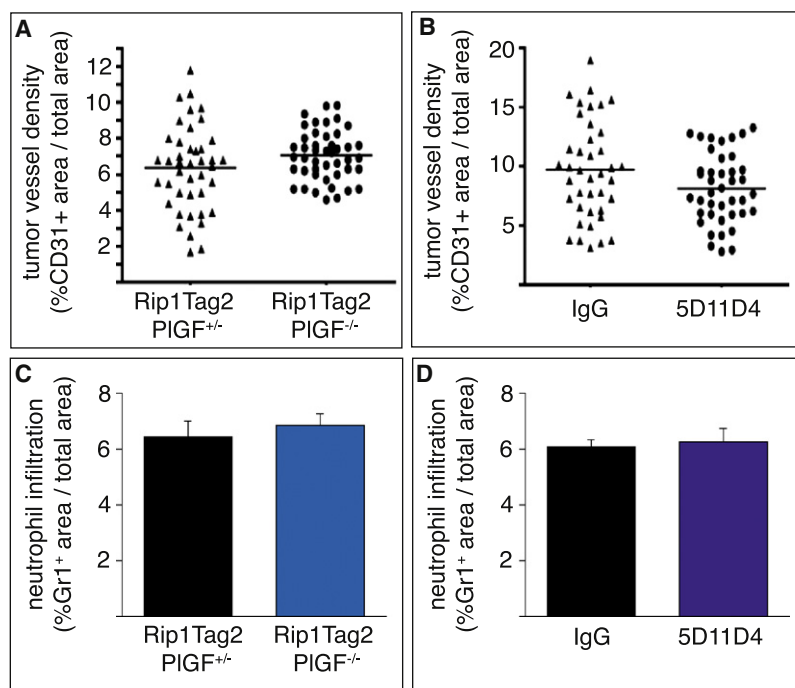 A
tumor vessel density
(%CD31+ area / total area)
12
10
8
6
4
2
Rip1Tag2
PlGF+/-
Rip1Tag2
PlGF-/-
B
tumor vessel density
(%CD31+ area / total area)
20
15
10
5
IgG
5D11D4
C
neutrophil infiltration
(%Gr1+ area / total area)
8
6
4
2
Rip1Tag2
PlGF+/-
Rip1Tag2
PlGF-/-
D
neutrophil infiltration
(%Gr1+ area / total area)
8
6
4
2
IgG
5D11D4